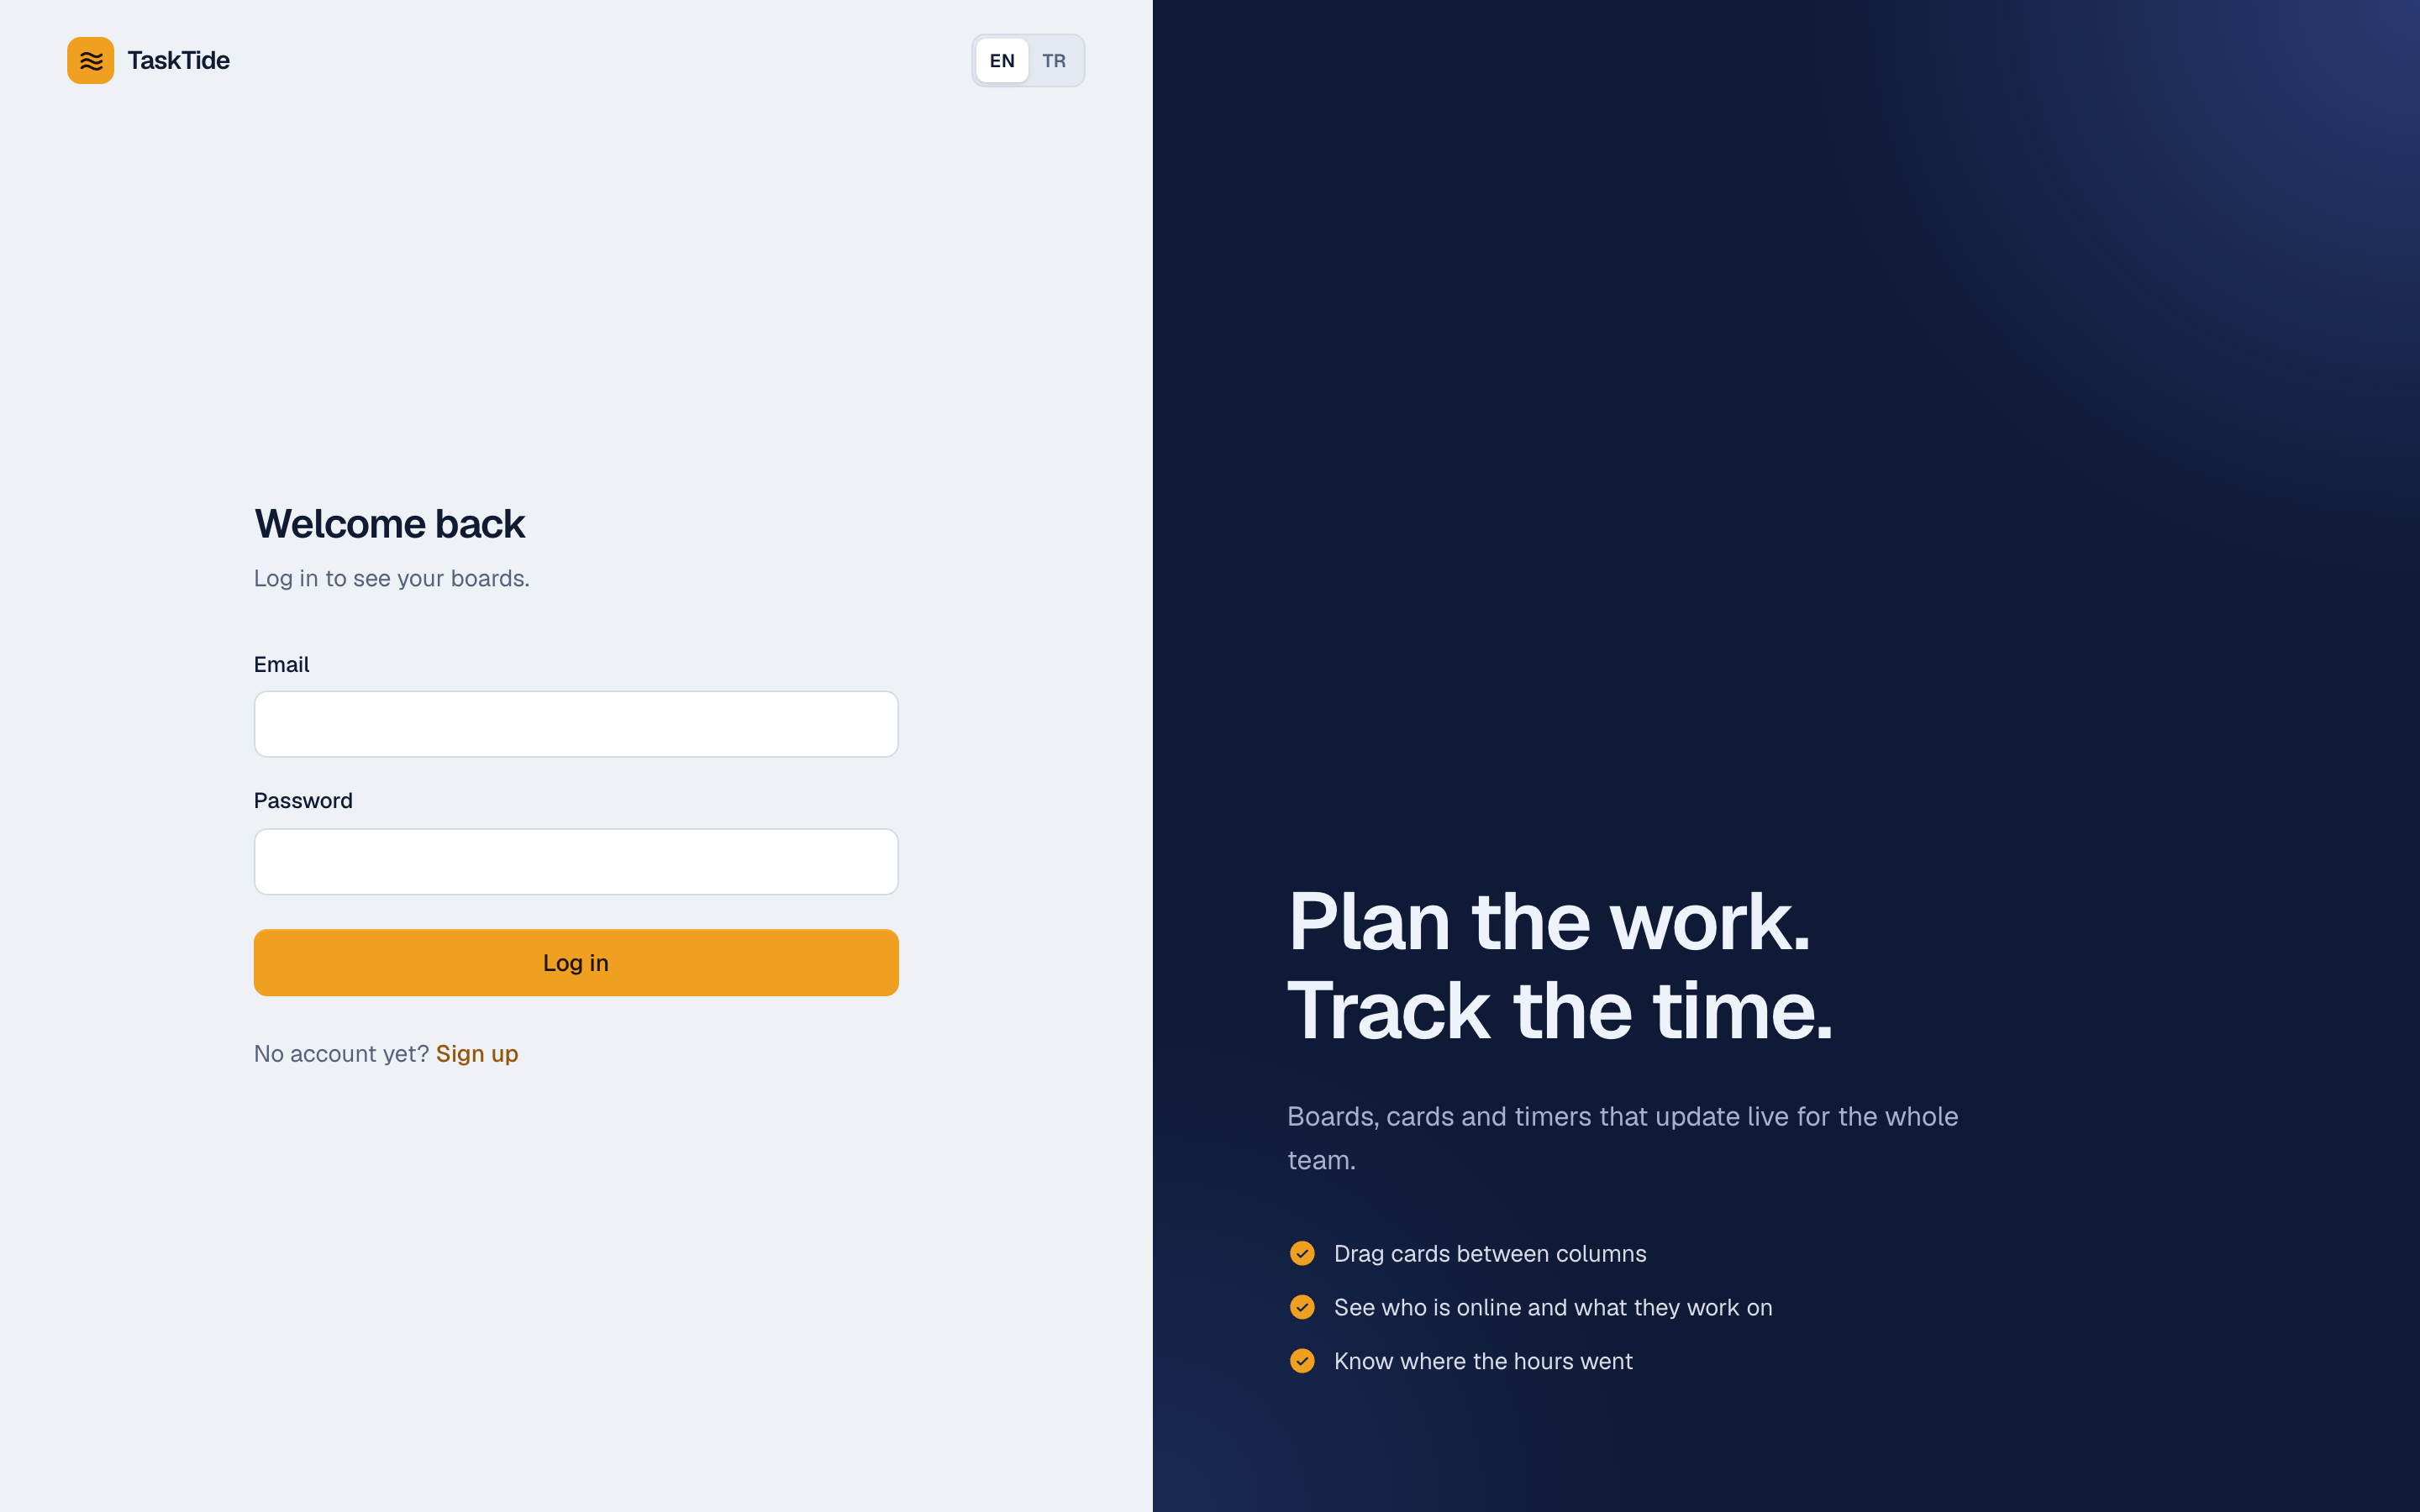 TaskTide
EN TR
Welcome back
Log in to see your boards.
Email
Password
Log in
No account yet? Sign up
Plan the work.
Track the time.
Boards, cards and timers that update live for the whole
team.
Drag cards between columns
See who is online and what they work on
Know where the hours went